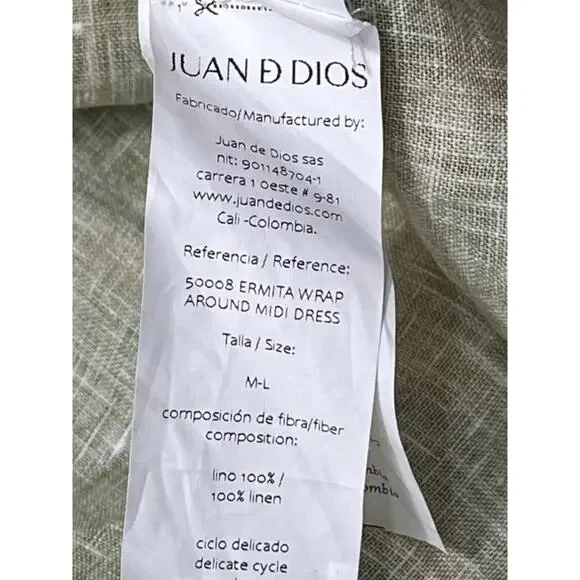 JUAN D DIOS
Fabricado/Manufactured by:
Juan de Dios sas
nit: 901148704-1
carrera 1 oeste # 9-81
www.juandedios.com
Cali -Colombia.
Referencia / Reference:
50008 ERMITA WRAP
AROUND MIDI DRESS
Talla / Size:
M-L
composición de fibra/fiber
composition:
lino 100% /
100% linen
ciclo delicado
delicate cycle